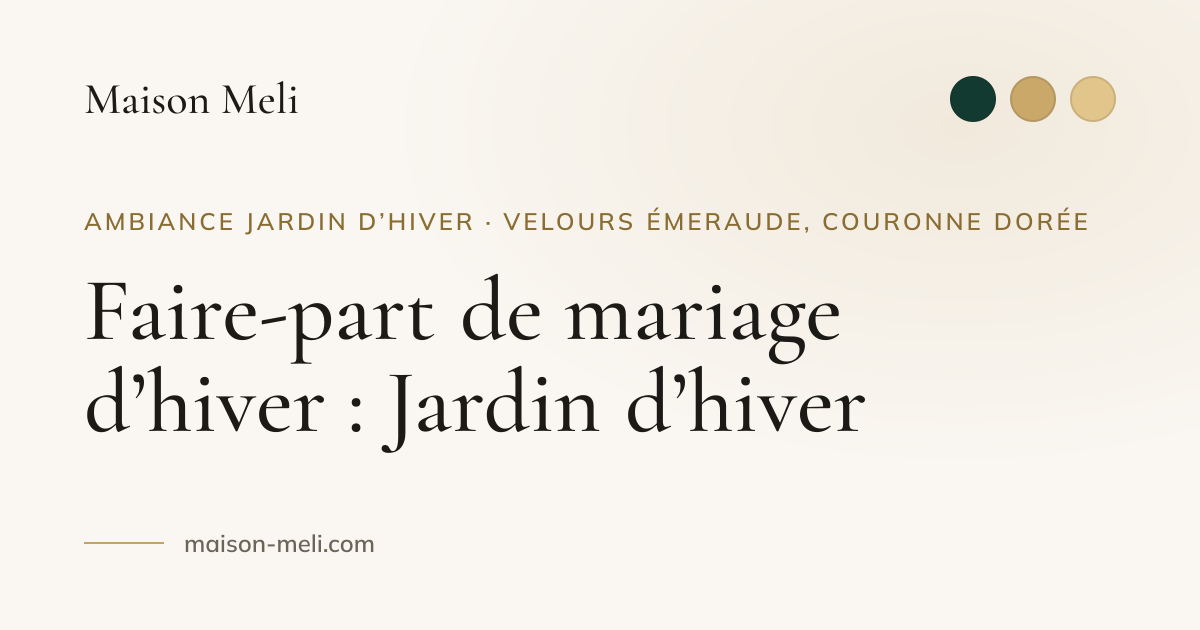 Maison Meli
AMBIANCE JARDIN D’HIVER · VELOURS ÉMERAUDE, COURONNE DORÉE
Faire-part de mariage
d’hiver : Jardin d’hiver
maison-meli.com